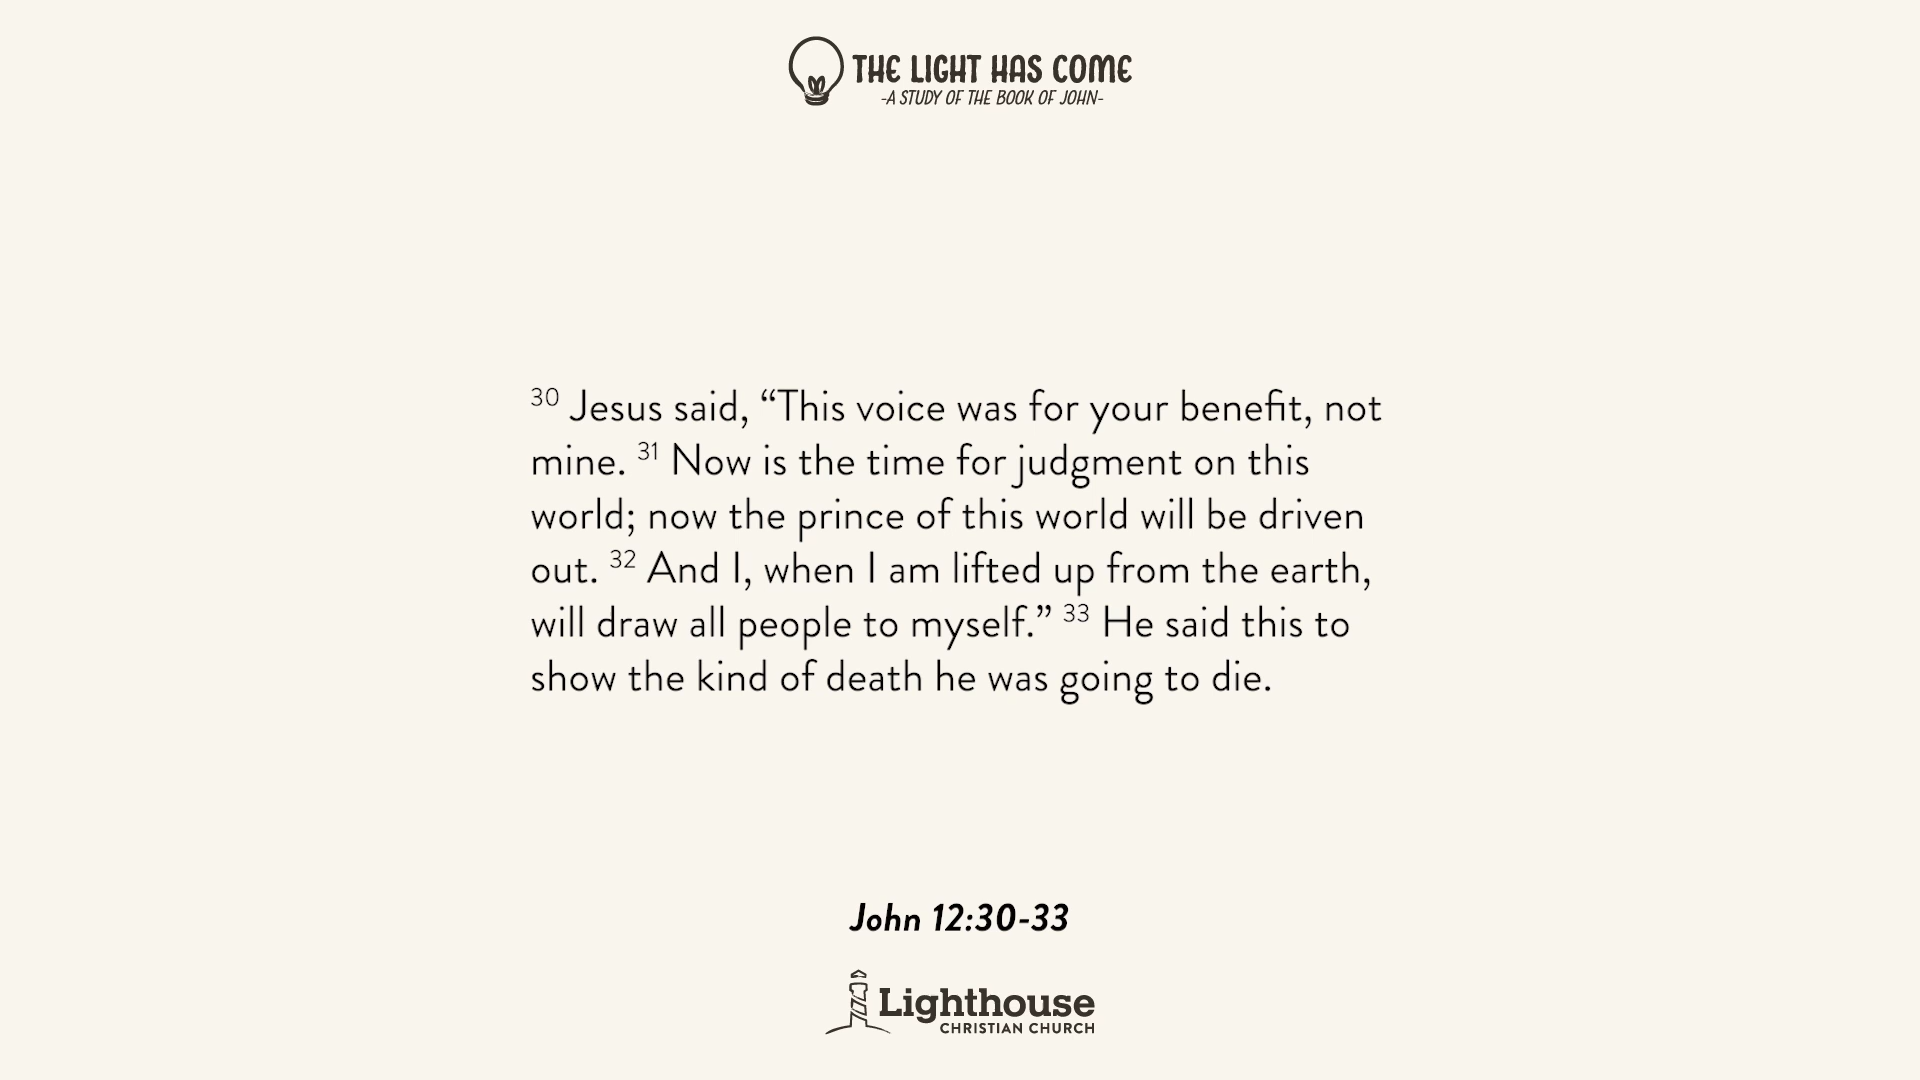 THE LIGHT HAS COME
-A STUDY OF THE BOOK OF JOHN-
30 Jesus said, “This voice was for your benefit, not
mine. 31 Now is the time for judgment on this
world; now the prince of this world will be driven
out. 32 And I, when I am lifted up from the earth,
will draw all people to myself.” 33 He said this to
show the kind of death he was going to die.
John 12:30-33
Lighthouse
CHRISTIAN CHURCH